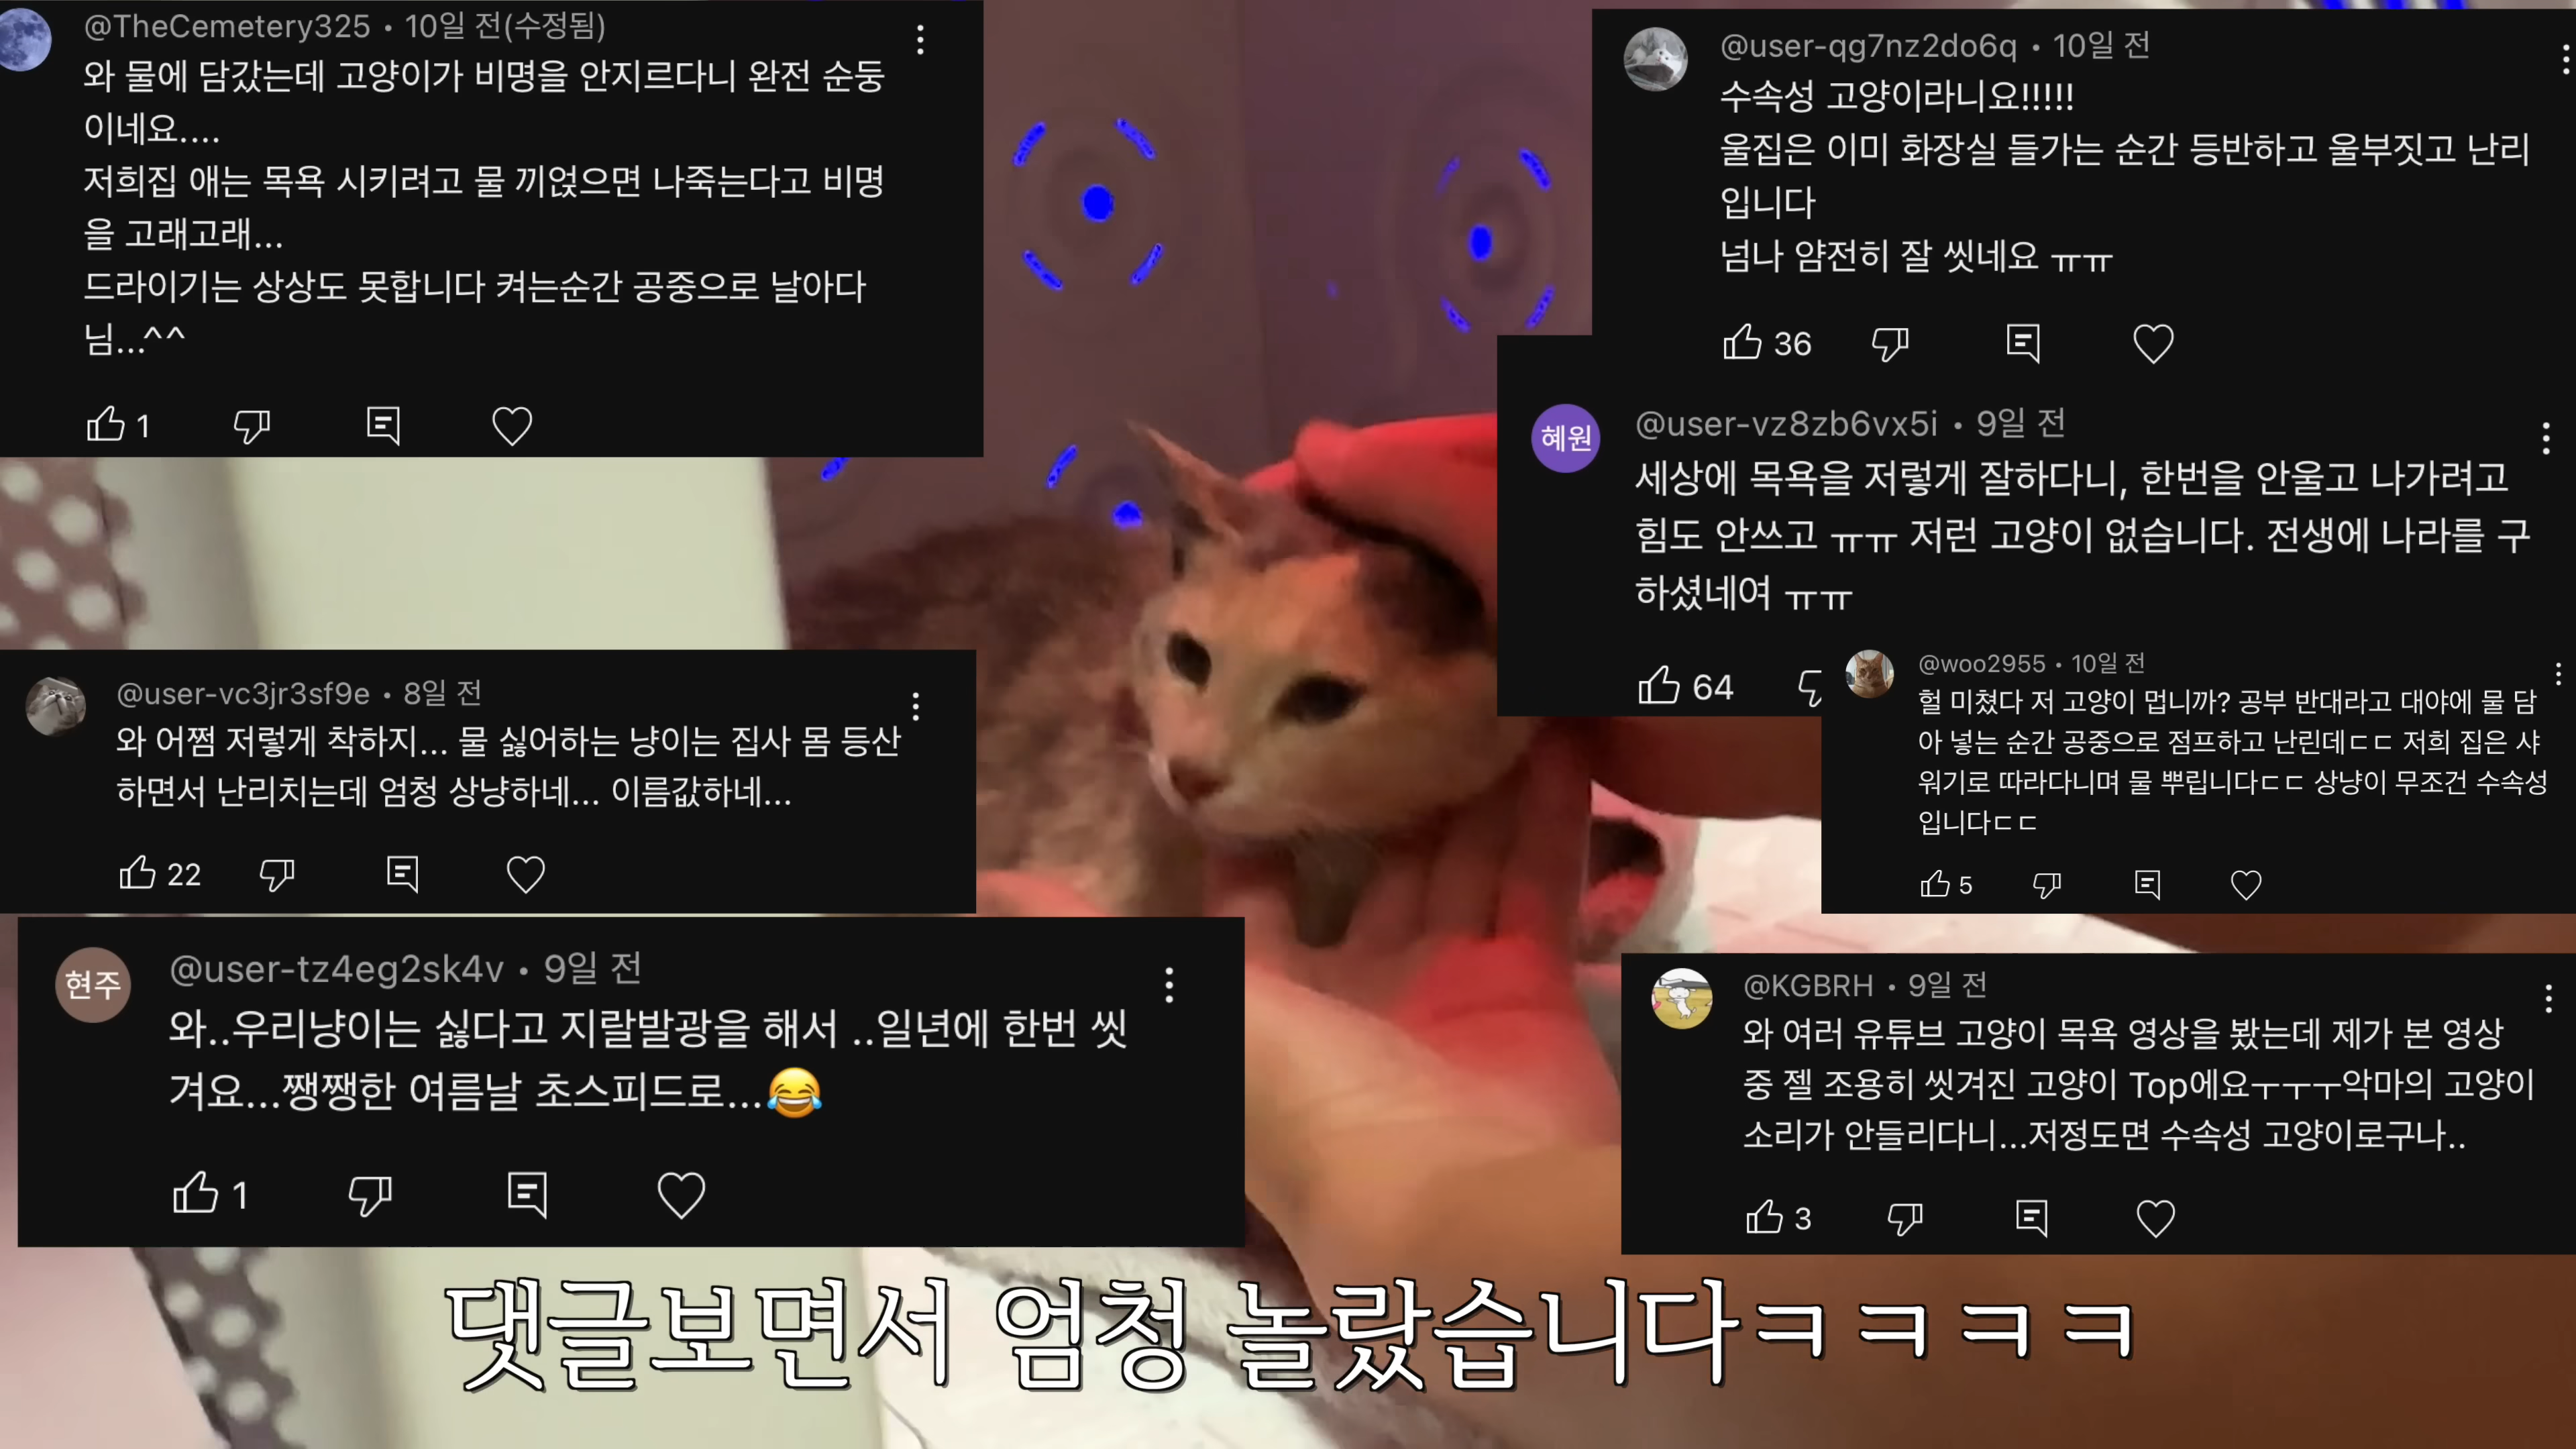 @TheCemetery325 • 10일 전(수정됨)
와 물에 담갔는데 고양이가 비명을 안지르다니 완전 순둥
이네요....
저희집 애는 목욕 시키려고 물 끼얹으면 나죽는다고 비명
을 고래고래...
드라이기는 상상도 못합니다 켜는순간 공중으로 날아다
님...^^
1
@user-qg7nz2do6q • 10일 전
수속성 고양이라니요!!!!!
울집은 이미 화장실 들가는 순간 등반하고 울부짓고 난리
입니다
넘나 얌전히 잘 씻네요 ㅠㅠ
36
혜원
@user-vz8zb6vx5i • 9일 전
세상에 목욕을 저렇게 잘하다니, 한번을 안울고 나가려고
힘도 안쓰고 ㅠㅠ 저런 고양이 없습니다. 전생에 나라를 구
하셨네여 ㅠㅠ
64
@woo2955 • 10일 전
헐 미쳤다 저 고양이 멉니까? 공부 반대라고 대야에 물 담
아 넣는 순간 공중으로 점프하고 난린데ㄷㄷ 저희 집은 샤
워기로 따라다니며 물 뿌립니다ㄷㄷ 상냥이 무조건 수속성
입니다ㄷㄷ
5
@user-vc3jr3sf9e • 8일 전
와 어쩜 저렇게 착하지... 물 싫어하는 냥이는 집사 몸 등산
하면서 난리치는데 엄청 상냥하네... 이름값하네...
22
현주
@user-tz4eg2sk4v • 9일 전
와..우리냥이는 싫다고 지랄발광을 해서 ..일년에 한번 씻
겨요...쨍쨍한 여름날 초스피드로...😂
1
@KGBRH • 9일 전
와 여러 유튜브 고양이 목욕 영상을 봤는데 제가 본 영상
중 젤 조용히 씻겨진 고양이 Top에요ㅜㅜㅜ악마의 고양이
소리가 안들리다니...저정도면 수속성 고양이로구나..
3
댓글보면서 엄청 놀랐습니다ㅋㅋㅋㅋ